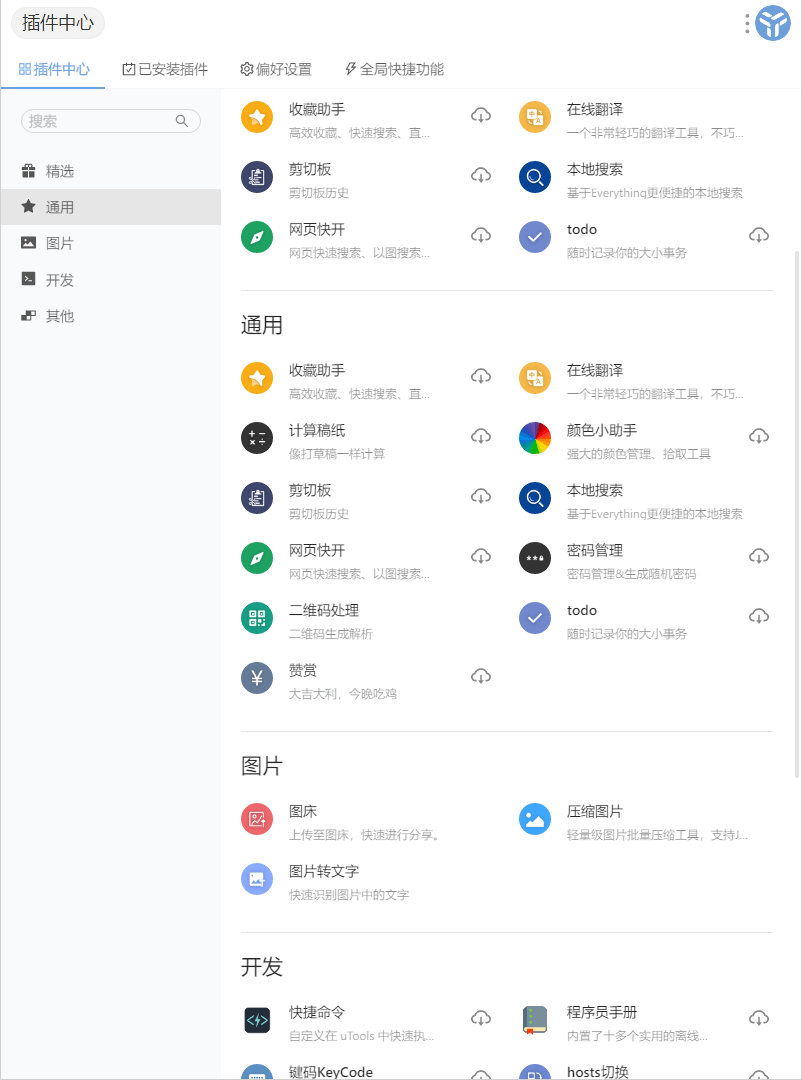 插件中心
插件中心 已安装插件 偏好设置 全局快捷功能
搜索
精选
通用
图片
开发
其他
收藏助手
高效收藏、快速搜索、直...
在线翻译
一个非常轻巧的翻译工具，不巧...
剪切板
剪切板历史
本地搜索
基于Everything更便捷的本地搜索
网页快开
网页快速搜索、以图搜索...
todo
随时记录你的大小事务
通用
收藏助手
高效收藏、快速搜索、直...
在线翻译
一个非常轻巧的翻译工具，不巧...
计算稿纸
像打草稿一样计算
颜色小助手
强大的颜色管理、拾取工具
剪切板
剪切板历史
本地搜索
基于Everything更便捷的本地搜索
网页快开
网页快速搜索、以图搜索...
密码管理
密码管理&生成随机密码
二维码处理
二维码生成解析
todo
随时记录你的大小事务
赞赏
大吉大利，今晚吃鸡
图片
图床
上传至图床，快速进行分享。
压缩图片
轻量级图片批量压缩工具，支持J...
图片转文字
快速识别图片中的文字
开发
快捷命令
自定义在 uTools 中快速执...
程序员手册
内置了十多个实用的离线...
键码KeyCode
hosts切换